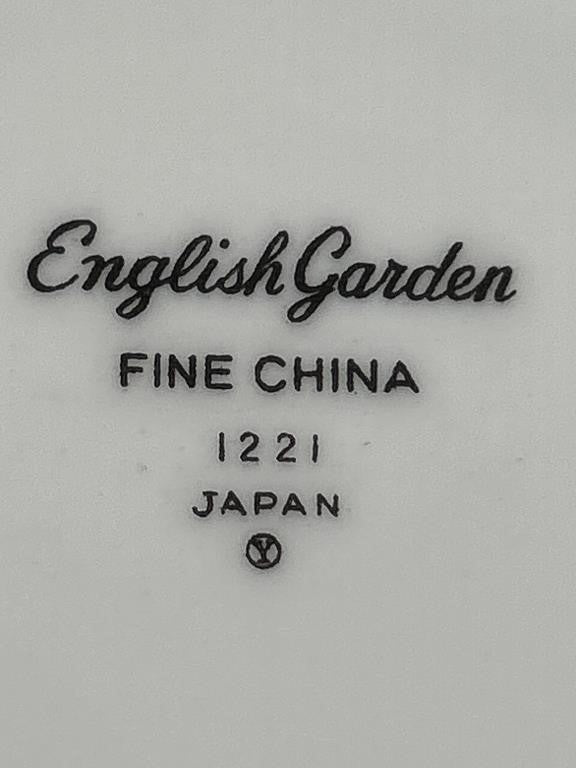 English Garden
FINE CHINA
1221
JAPAN
Y